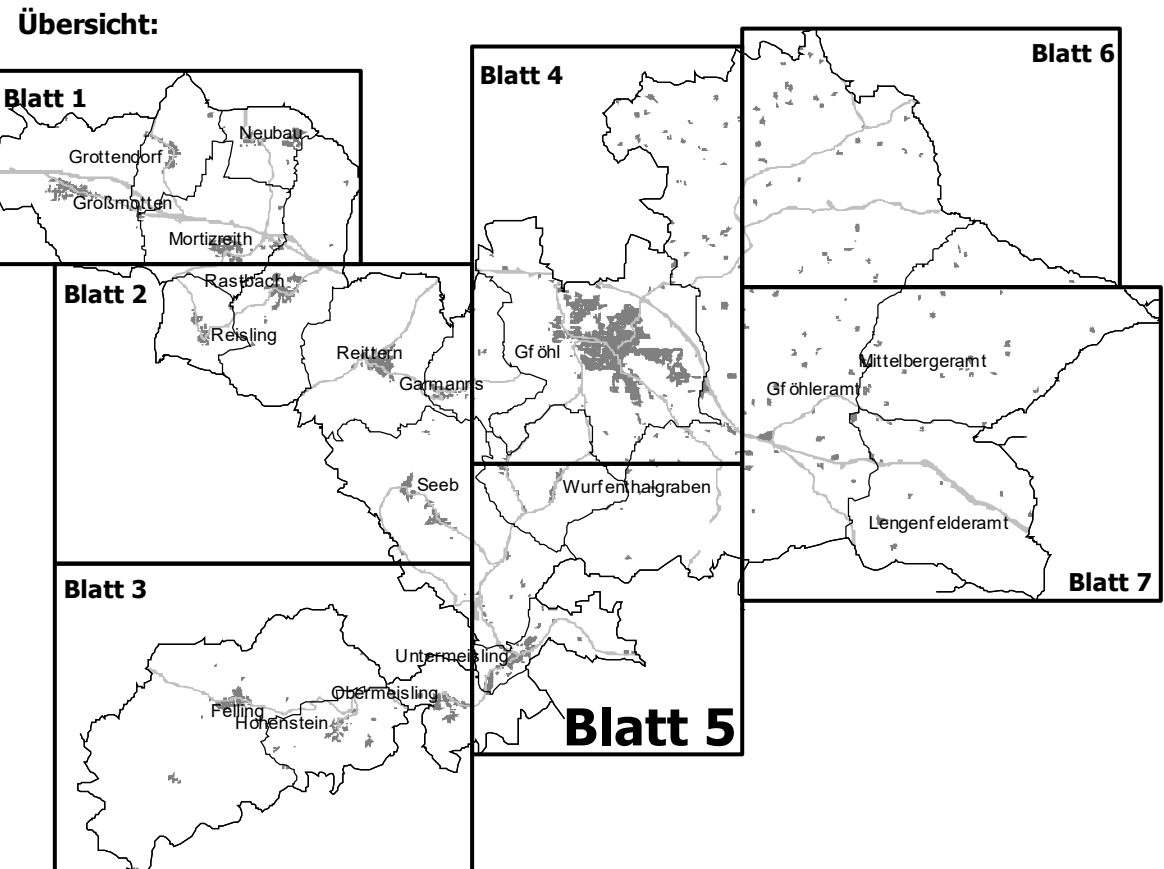 Übersicht:
Blatt 1
Blatt 4
Blatt 6
Neubau
Grottendorf
Großmotten
Mortizreith
Blatt 2
Rastbach
Reisling
Reittern
Garmanns
Gföhl
Mittelbergeramt
Gföhleramt
Seeb
Wurfenthalgraben
Lengenfelderamt
Blatt 3
Blatt 7
Untermeisling
Obermeisling
Felling
Hohenstein
Blatt 5